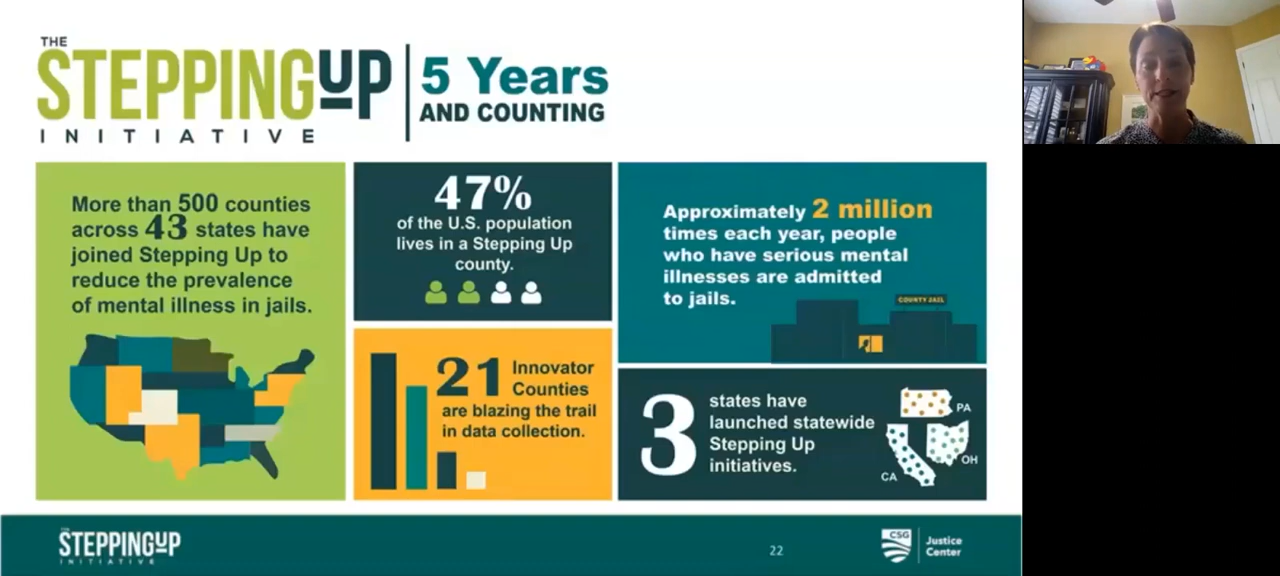 THE
STEPPINGUP
INITIATIVE
5 Years
AND COUNTING
More than 500 counties
across 43 states have
joined Stepping Up to
reduce the prevalence
of mental illness in jails.
47%
of the U.S. population
lives in a Stepping Up
county.
Approximately 2 million
times each year, people
who have serious mental
illnesses are admitted
to jails.
COUNTY JAIL
21 Innovator
Counties
are blazing the trail
in data collection.
3 states have
launched statewide
Stepping Up
initiatives.
PA
OH
CA
THE
STEPPINGUP
INITIATIVE
22
CSG
Justice
Center